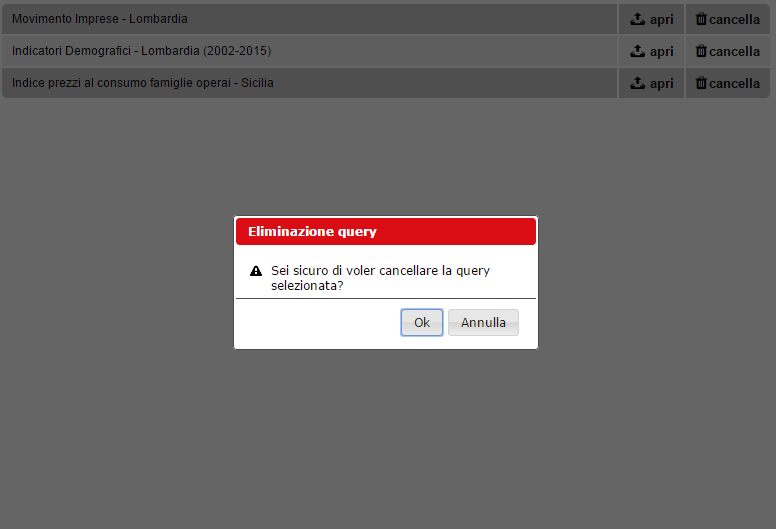 Movimento Imprese - Lombardia apri cancella
Indicatori Demografici - Lombardia (2002-2015) apri cancella
Indice prezzi al consumo famiglie operai - Sicilia apri cancella
Eliminazione query
Sei sicuro di voler cancellare la query
selezionata?
Ok Annulla